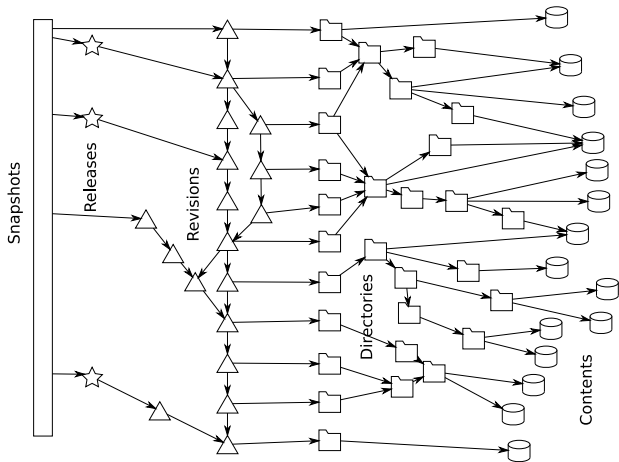 Snapshots
Releases
Revisions
Directories
Contents